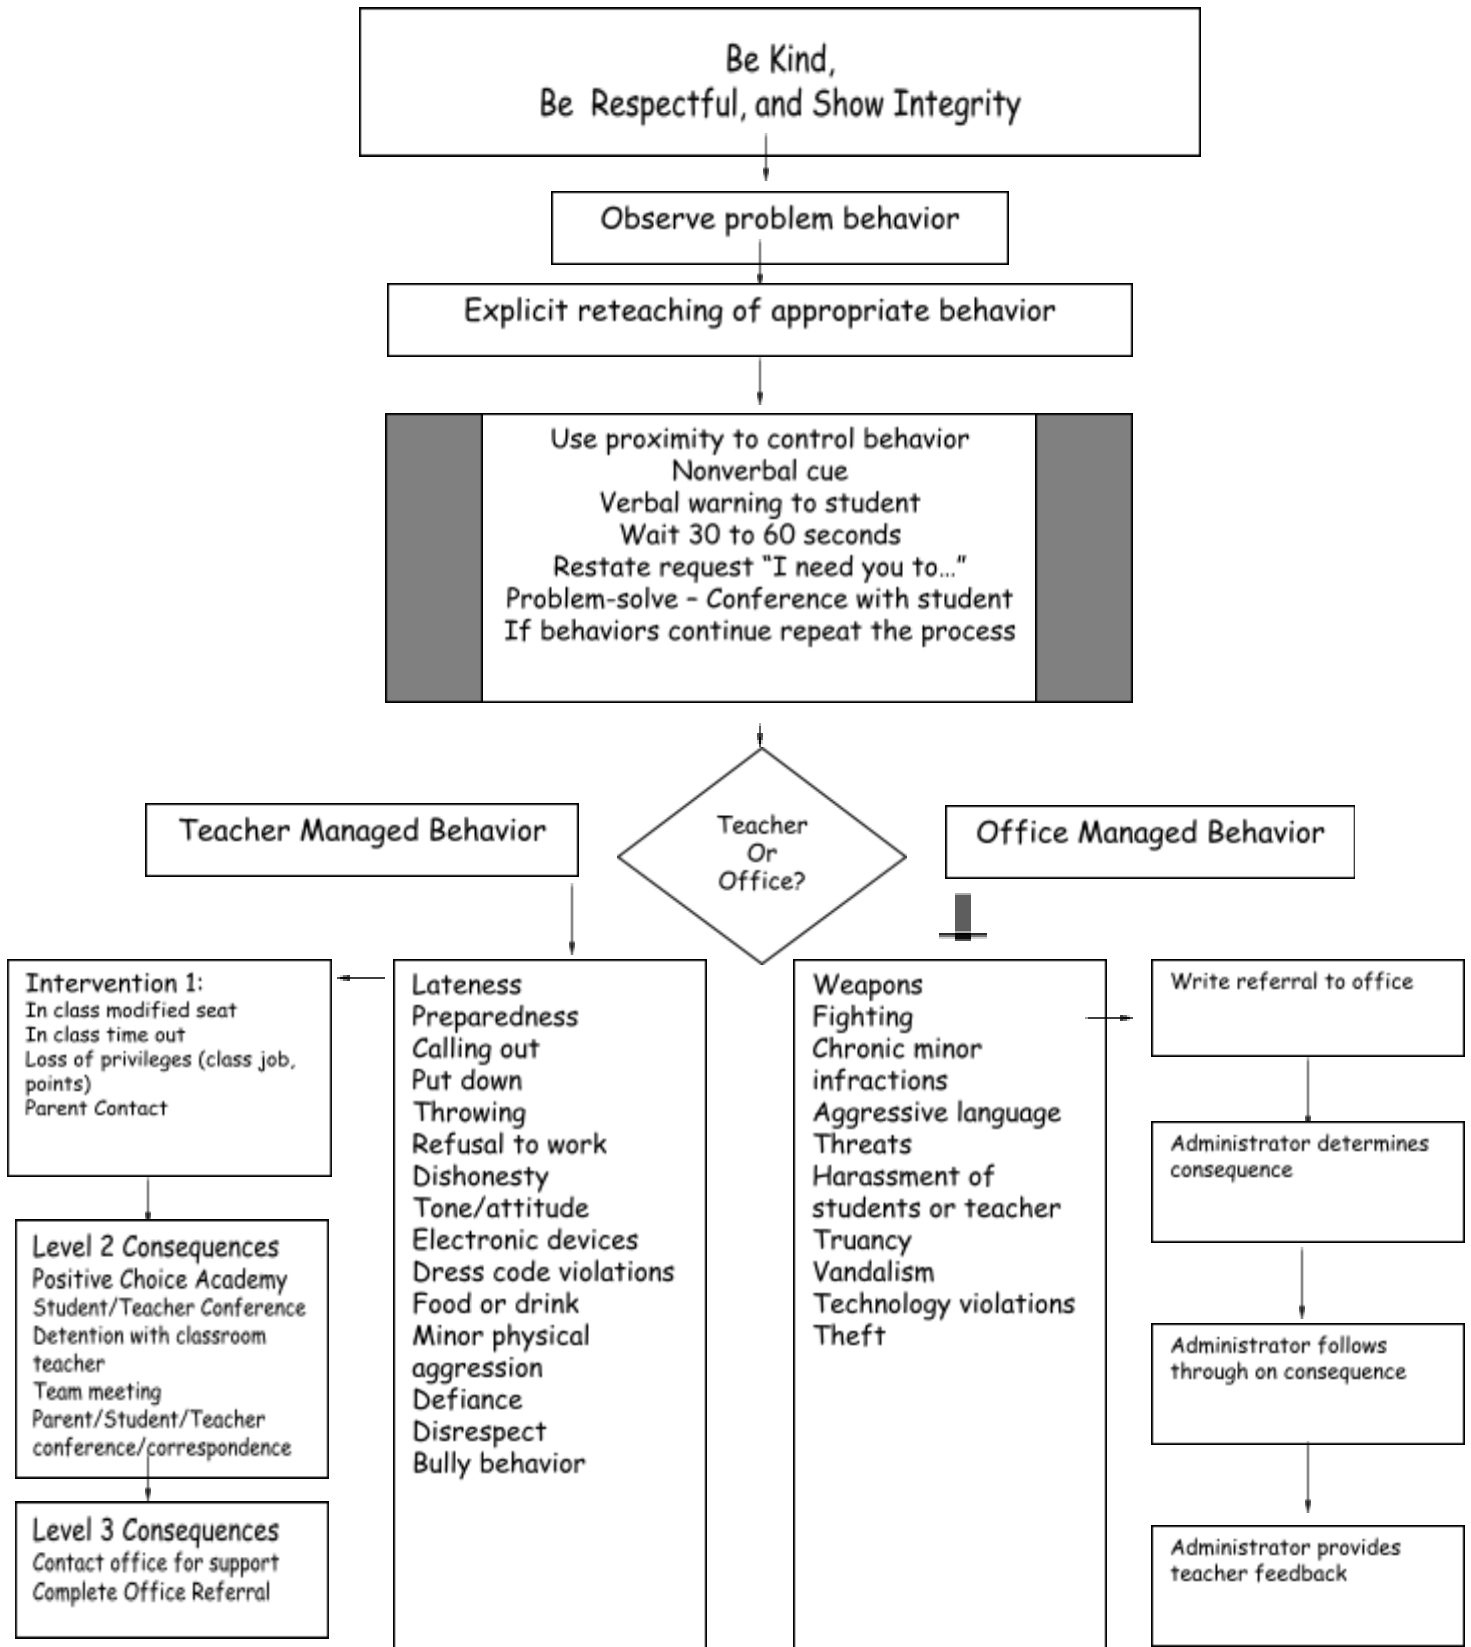 Be Kind,
Be Respectful, and Show Integrity
Observe problem behavior
Explicit reteaching of appropriate behavior
Use proximity to control behavior
Nonverbal cue
Verbal warning to student
Wait 30 to 60 seconds
Restate request “I need you to…”
Problem-solve – Conference with student
If behaviors continue repeat the process
Teacher
Or
Office?
Teacher Managed Behavior
Office Managed Behavior
Intervention 1:
In class modified seat
In class time out
Loss of privileges (class job,
points)
Parent Contact
Level 2 Consequences
Positive Choice Academy
Student/Teacher Conference
Detention with classroom
teacher
Team meeting
Parent/Student/Teacher
conference/correspondence
Level 3 Consequences
Contact office for support
Complete Office Referral
Lateness
Preparedness
Calling out
Put down
Throwing
Refusal to work
Dishonesty
Tone/attitude
Electronic devices
Dress code violations
Food or drink
Minor physical
aggression
Defiance
Disrespect
Bully behavior
Weapons
Fighting
Chronic minor
infractions
Aggressive language
Threats
Harassment of
students or teacher
Truancy
Vandalism
Technology violations
Theft
Write referral to office
Administrator determines
consequence
Administrator follows
through on consequence
Administrator provides
teacher feedback